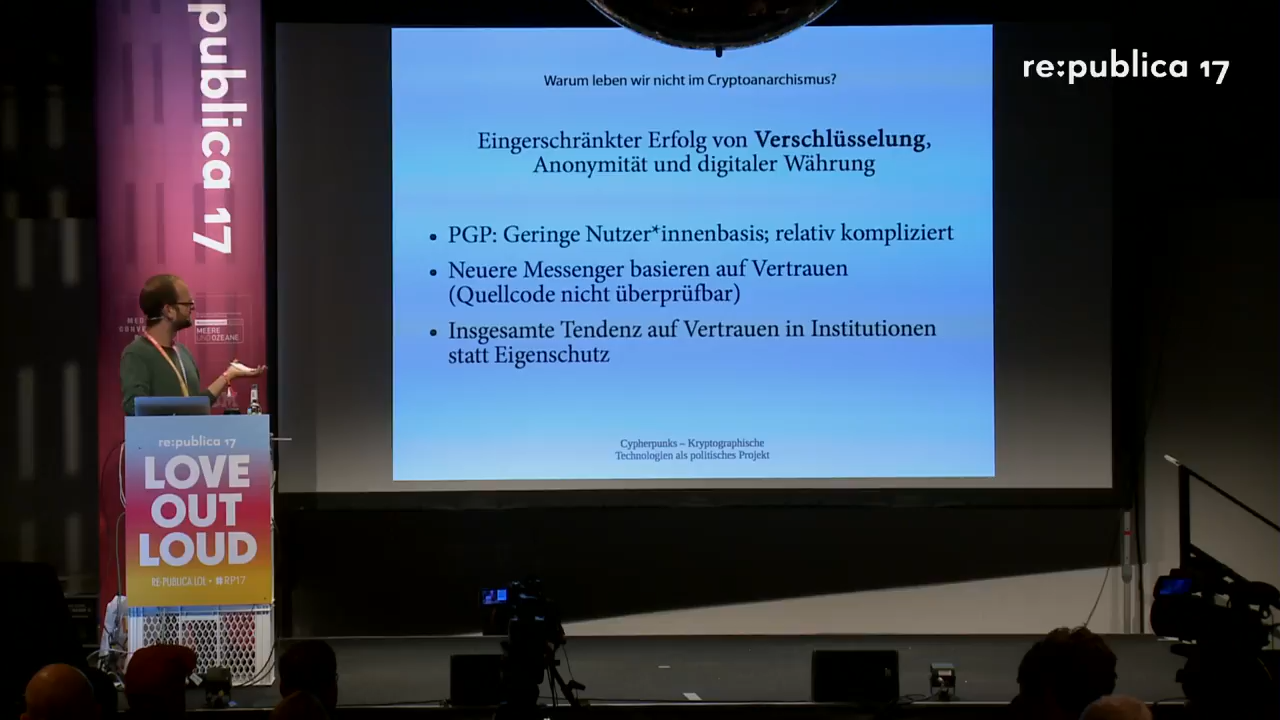 publica 17
re:publica 17
Warum leben wir nicht im Cryptoanarchismus?
Eingerschränkter Erfolg von Verschlüsselung,
Anonymität und digitaler Währung
• PGP: Geringe Nutzer*innenbasis; relativ kompliziert
• Neuere Messenger basieren auf Vertrauen
(Quellcode nicht überprüfbar)
• Insgesamte Tendenz auf Vertrauen in Institutionen
statt Eigenschutz
Cypherpunks – Kryptographische
Technologien als politisches Projekt
MEERE
UND OZEANE
re:publica 17
LOVE
OUT
LOUD
RE-PUBLICA LOL • #RP17